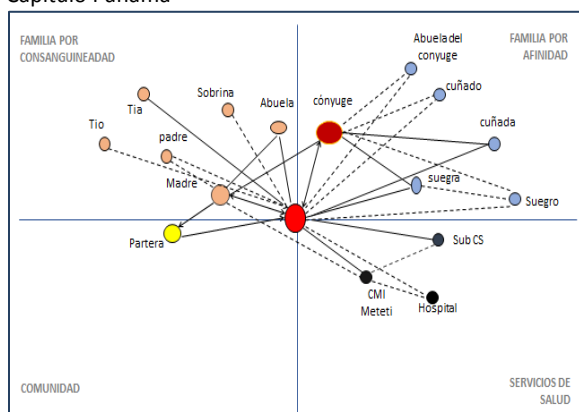 Capítulo Panamá
FAMILIA POR
CONSANGUINEADAD
FAMILIA POR
AFINIDAD
Abuela del
conyuge
cuñado
Tia
Sobrina
Abuela
cónyuge
Tio
padre
cuñada
Madre
suegra
Suegro
Partera
Sub CS
CMI
Meteti
Hospital
COMUNIDAD
SERVICIOS DE
SALUD